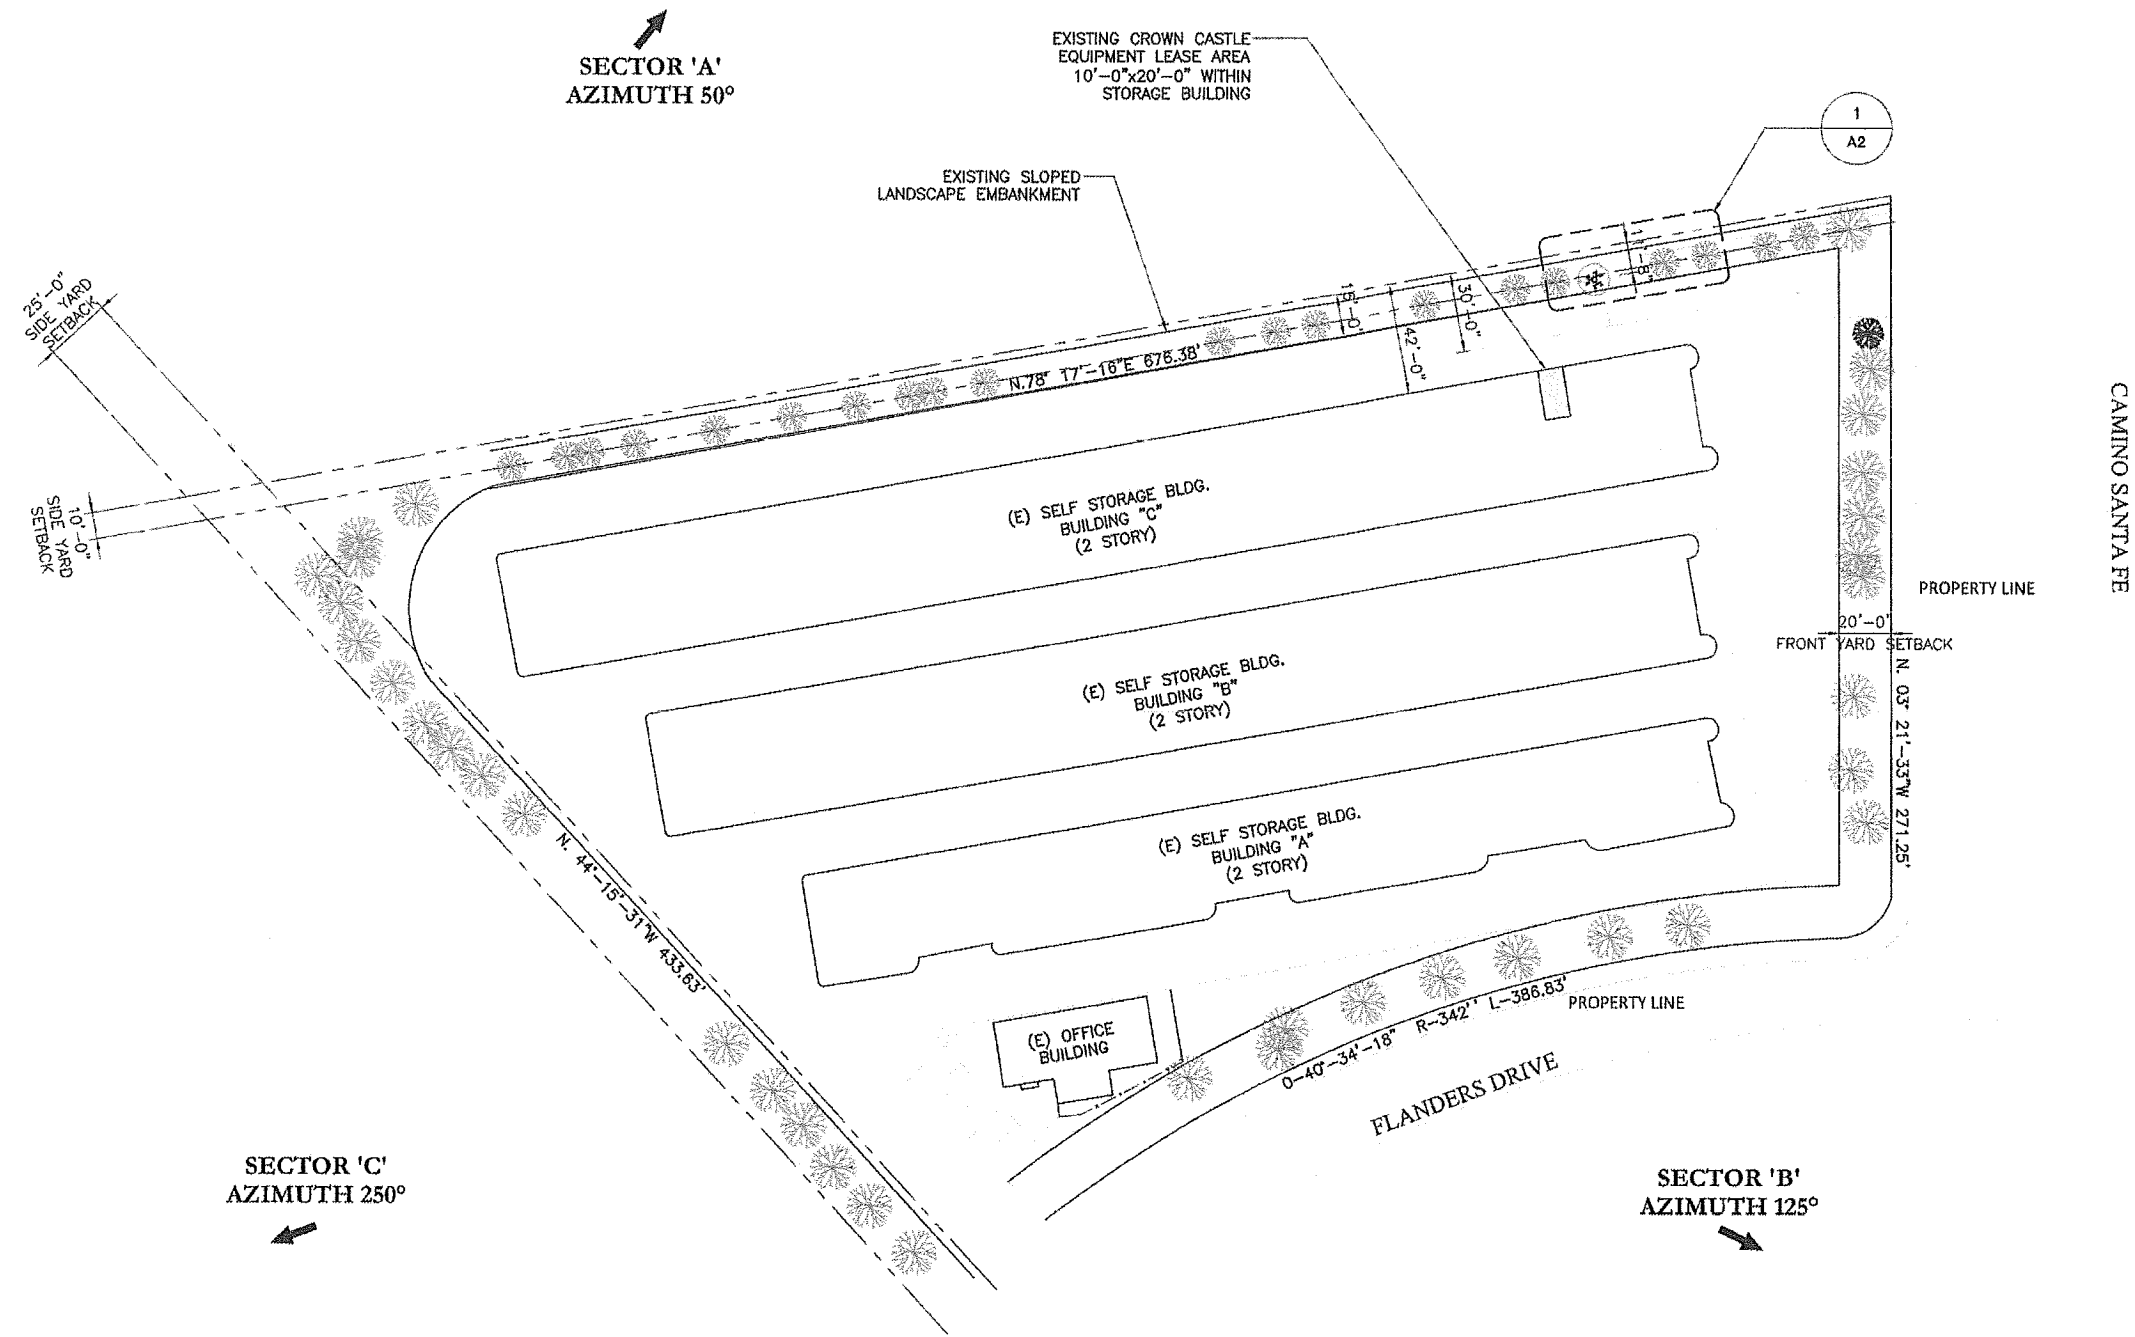 SECTOR 'A'
AZIMUTH 50°
EXISTING CROWN CASTLE
EQUIPMENT LEASE AREA
10'-0"x20'-0" WITHIN
STORAGE BUILDING
1
A2
EXISTING SLOPED
LANDSCAPE EMBANKMENT
25'-0"
SIDE YARD
SETBACK
10'-0"
SIDE YARD
SETBACK
N.78° 17'-16"E 676.38'
15'-0"
42'-0"
30'-0"
11'-8"
CAMINO SANTA FE
(E) SELF STORAGE BLDG.
BUILDING "C"
(2 STORY)
PROPERTY LINE
20'-0"
FRONT YARD SETBACK
N. 03° 21'-33"W 271.25'
(E) SELF STORAGE BLDG.
BUILDING "B"
(2 STORY)
(E) SELF STORAGE BLDG.
BUILDING "A"
(2 STORY)
N. 44°-15'-31"W 433.63'
(E) OFFICE
BUILDING
0-40°-34'-18" R-342'' L-386.83'
PROPERTY LINE
FLANDERS DRIVE
SECTOR 'C'
AZIMUTH 250°
SECTOR 'B'
AZIMUTH 125°